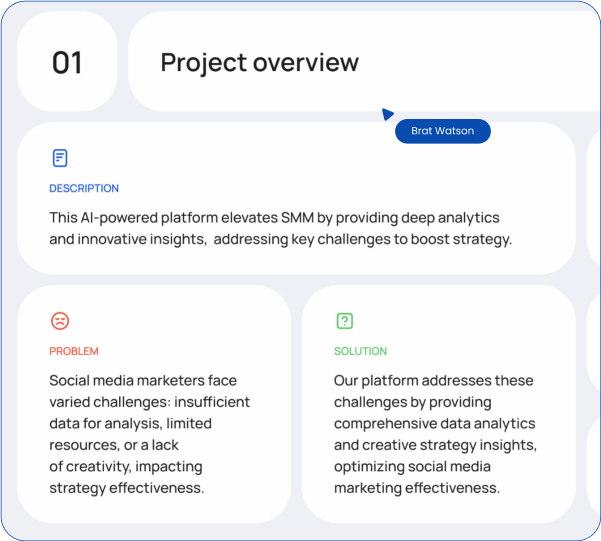 01
Project overview
Brat Watson
DESCRIPTION
This AI-powered platform elevates SMM by providing deep analytics
and innovative insights,  addressing key challenges to boost strategy.
PROBLEM
Social media marketers face
varied challenges: insufficient
data for analysis, limited
resources, or a lack
of creativity, impacting
strategy effectiveness.
SOLUTION
Our platform addresses these
challenges by providing
comprehensive data analytics
and creative strategy insights,
optimizing social media
marketing effectiveness.